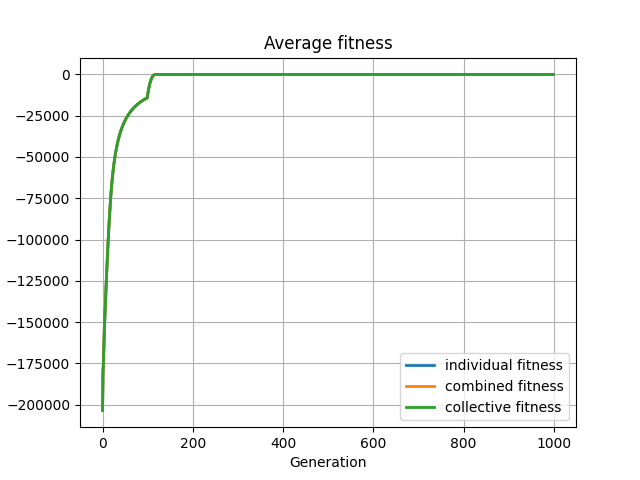 Average fitness
0
−25000
−50000
−75000
−100000
−125000
−150000
−175000
−200000
individual fitness
combined fitness
collective fitness
0 200 400 600 800 1000
Generation